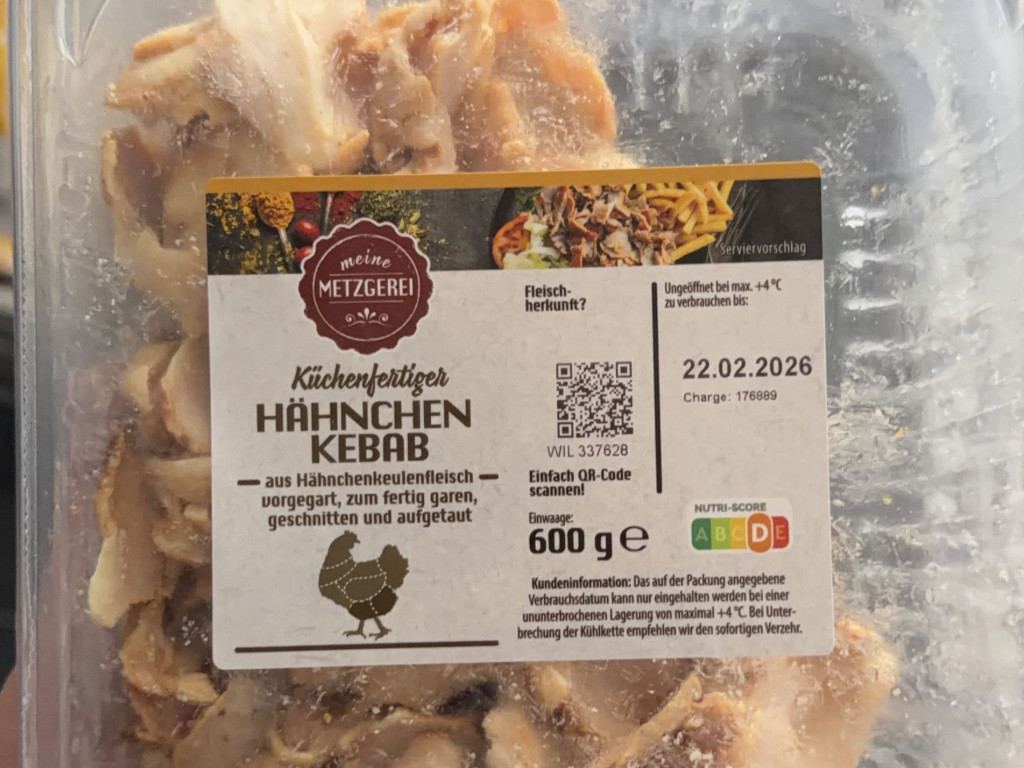 Serviervorschlag
meine
METZGEREI
Küchenfertiger
HÄHNCHEN
KEBAB
aus Hähnchenkeulenfleisch
vorgegart, zum fertig garen,
geschnitten und aufgetaut
Fleisch-
herkunft?
WIL 337628
Einfach QR-Code
scannen!
Einwaage:
600 g e
Ungeöffnet bei max. +4 °C
zu verbrauchen bis:
22.02.2026
Charge: 176889
NUTRI-SCORE
A B C D E
Kundeninformation: Das auf der Packung angegebene
Verbrauchsdatum kann nur eingehalten werden bei einer
ununterbrochenen Lagerung von maximal +4 °C. Bei Unter-
brechung der Kühlkette empfehlen wir den sofortigen Verzehr.